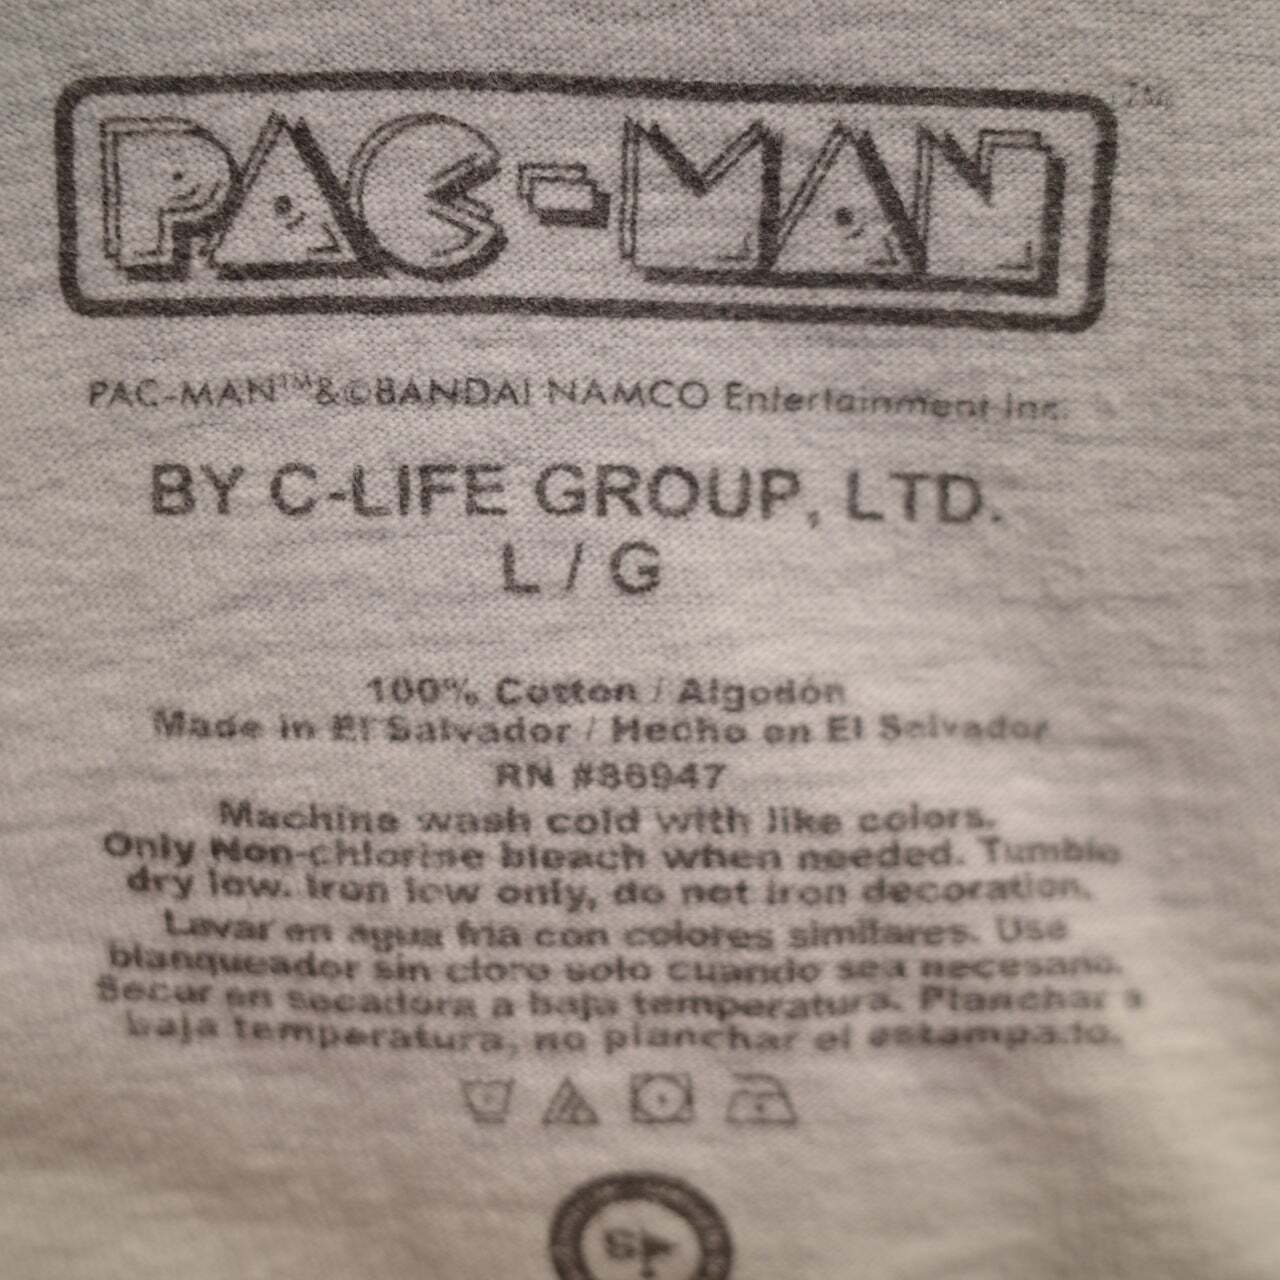 PAC-MAN™
PAC-MAN™&©BANDAI NAMCO Entertainment Inc.
BY C-LIFE GROUP, LTD.
L / G
100% Cotton / Algodón
Made in El Salvador / Hecho en El Salvador
RN #86947
Machine wash cold with like colors.
Only Non-chlorine bleach when needed. Tumble
dry low. Iron low only, do not iron decoration.
Lavar en agua fria con colores similares. Use
blanqueador sin cloro solo cuando sea necesario.
Secar en secadora a baja temperatura. Planchar a
baja temperatura, no planchar el estampado.